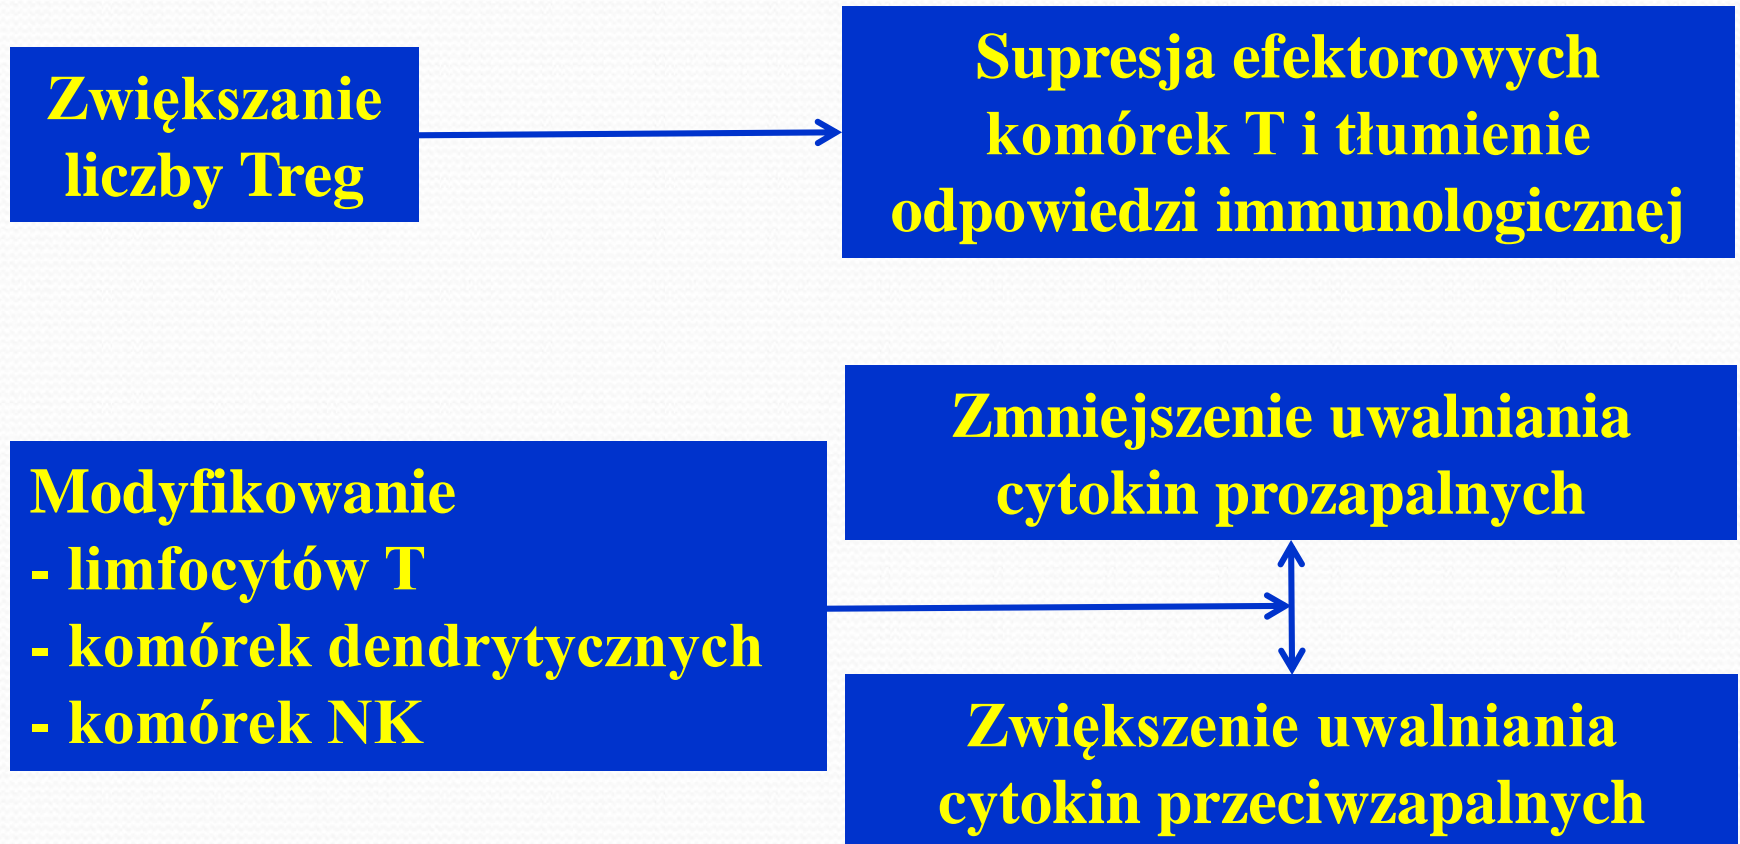 Zwiększanie
liczby Treg
Supresja efektorowych
komórek T i tłumienie
odpowiedzi immunologicznej
Modyfikowanie
- limfocytów T
- komórek dendrytycznych
- komórek NK
Zmniejszenie uwalniania
cytokin prozapalnych
Zwiększenie uwalniania
cytokin przeciwzapalnych